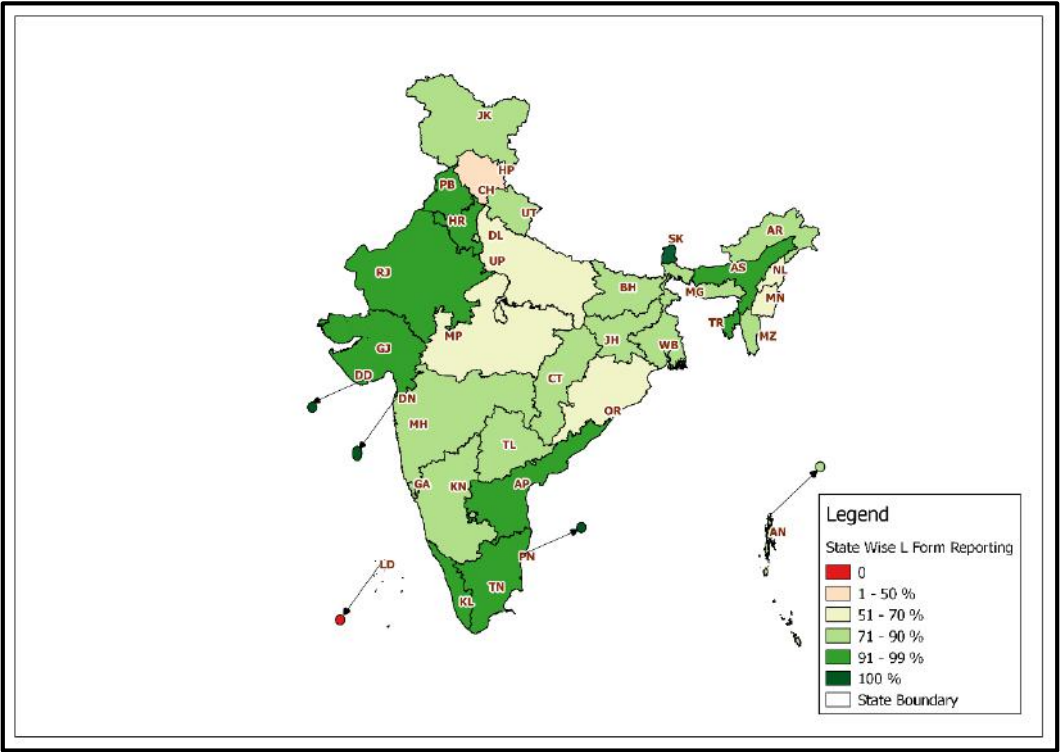 JK
HP
PB
CH
HR
UT
DL
UP
RJ
SK
AR
AS
NL
BH
MG
MN
TR
MZ
MP
JH
WB
GJ
DD
CT
DN
MH
OR
TL
GA
KN
AP
PN
AN
LD
TN
KL
Legend
State Wise L Form Reporting
0
1 - 50 %
51 - 70 %
71 - 90 %
91 - 99 %
100 %
State Boundary